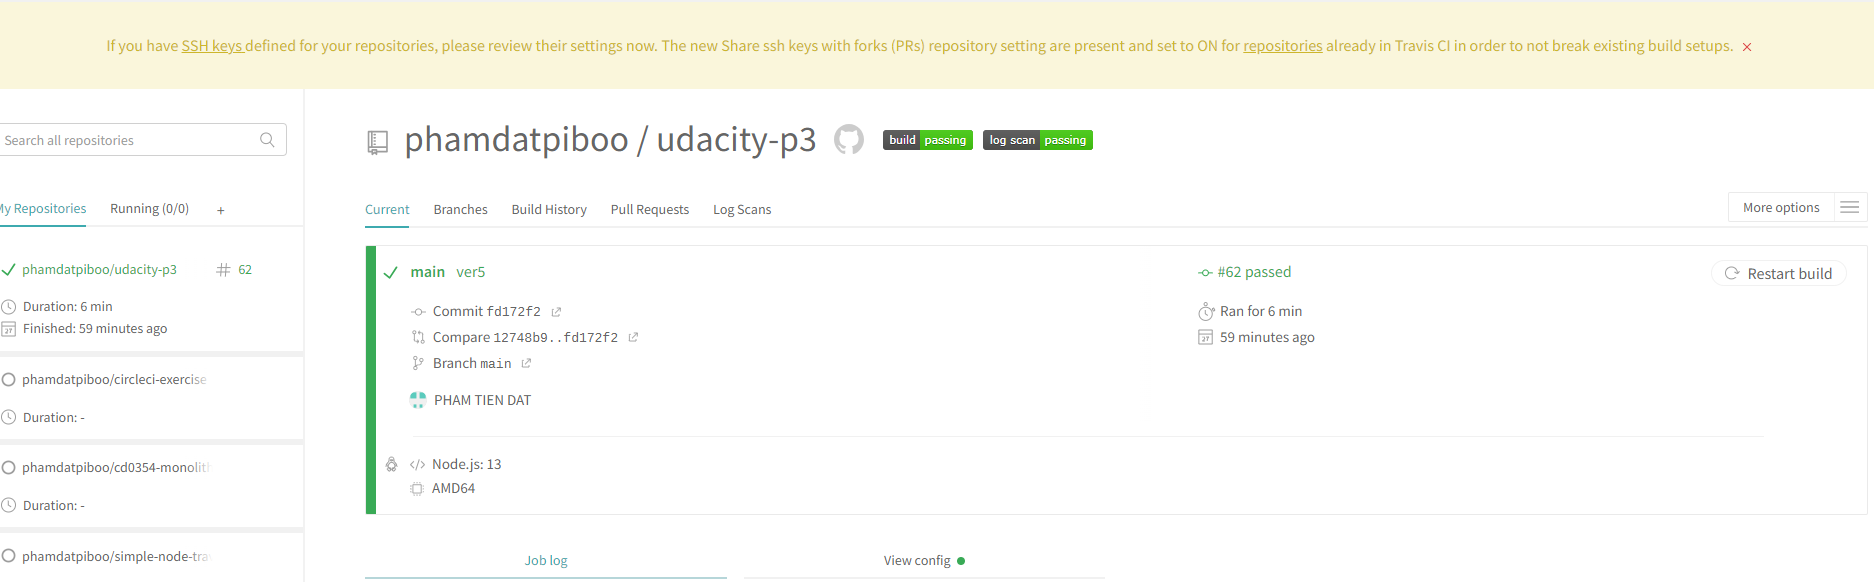 If you have SSH keys defined for your repositories, please review their settings now. The new Share ssh keys with forks (PRs) repository setting are present and set to ON for repositories already in Travis CI in order to not break existing build setups.
Search all repositories
My Repositories
Running (0/0)
+
phamdatpiboo/udacity-p3
# 62
Duration: 6 min
Finished: 59 minutes ago
phamdatpiboo/circleci-exercise
Duration: -
phamdatpiboo/cd0354-monolit
Duration: -
phamdatpiboo/simple-node-tra
phamdatpiboo / udacity-p3
build passing
log scan passing
Current
Branches
Build History
Pull Requests
Log Scans
More options
main ver5
Commit fd172f2
Compare 12748b9..fd172f2
Branch main
PHAM TIEN DAT
#62 passed
Ran for 6 min
59 minutes ago
Restart build
Node.js: 13
AMD64
Job log
View config